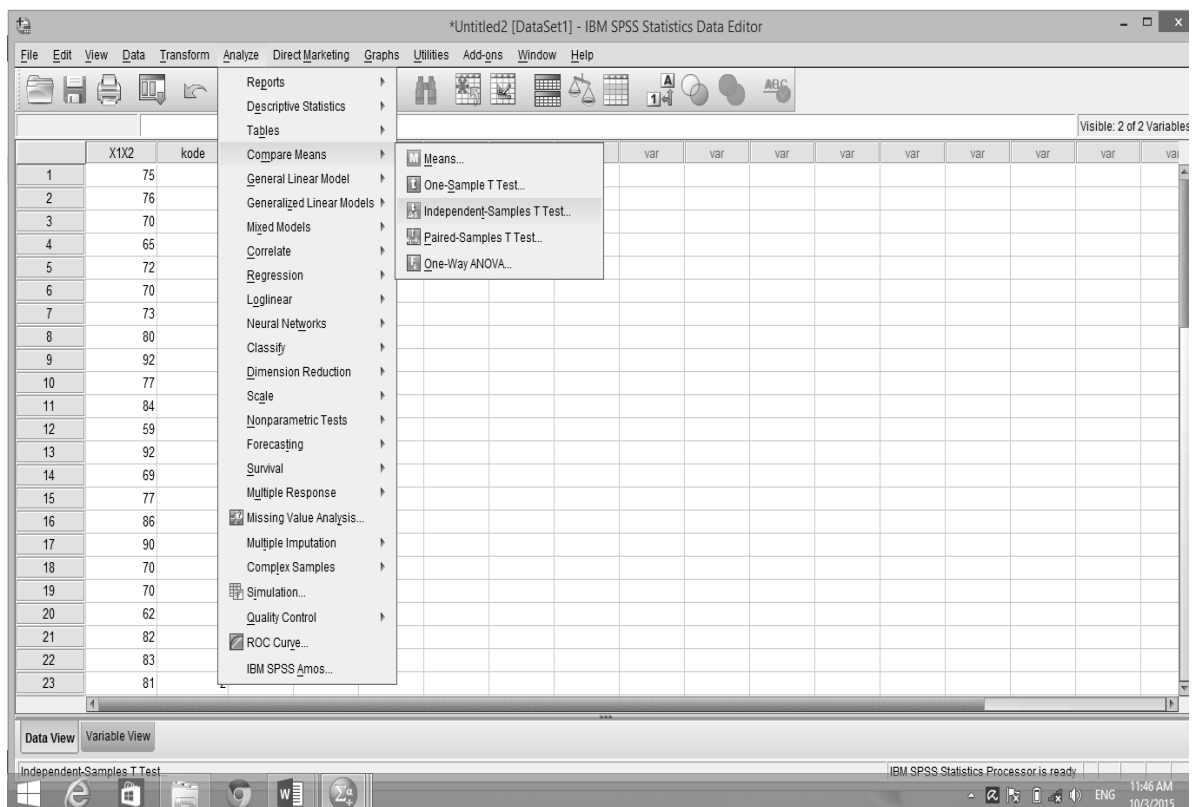 *Untitled2 [DataSet1] - IBM SPSS Statistics Data Editor
File Edit View Data Transform Analyze Direct Marketing Graphs Utilities Add-ons Window Help
Visible: 2 of 2 Variables
X1X2 kode var var var var var var var var
1 75
2 76
3 70
4 65
5 72
6 70
7 73
8 80
9 92
10 77
11 84
12 59
13 92
14 69
15 77
16 86
17 90
18 70
19 70
20 62
21 82
22 83
23 81 2
Reports
Descriptive Statistics
Tables
Compare Means
General Linear Model
Generalized Linear Models
Mixed Models
Correlate
Regression
Loglinear
Neural Networks
Classify
Dimension Reduction
Scale
Nonparametric Tests
Forecasting
Survival
Multiple Response
Missing Value Analysis...
Multiple Imputation
Complex Samples
Simulation...
Quality Control
ROC Curve...
IBM SPSS Amos...
Means...
One-Sample T Test...
Independent-Samples T Test...
Paired-Samples T Test...
One-Way ANOVA...
Data View Variable View
Independent-Samples T Test...
IBM SPSS Statistics Processor is ready
ENG 11:46 AM
10/3/2015